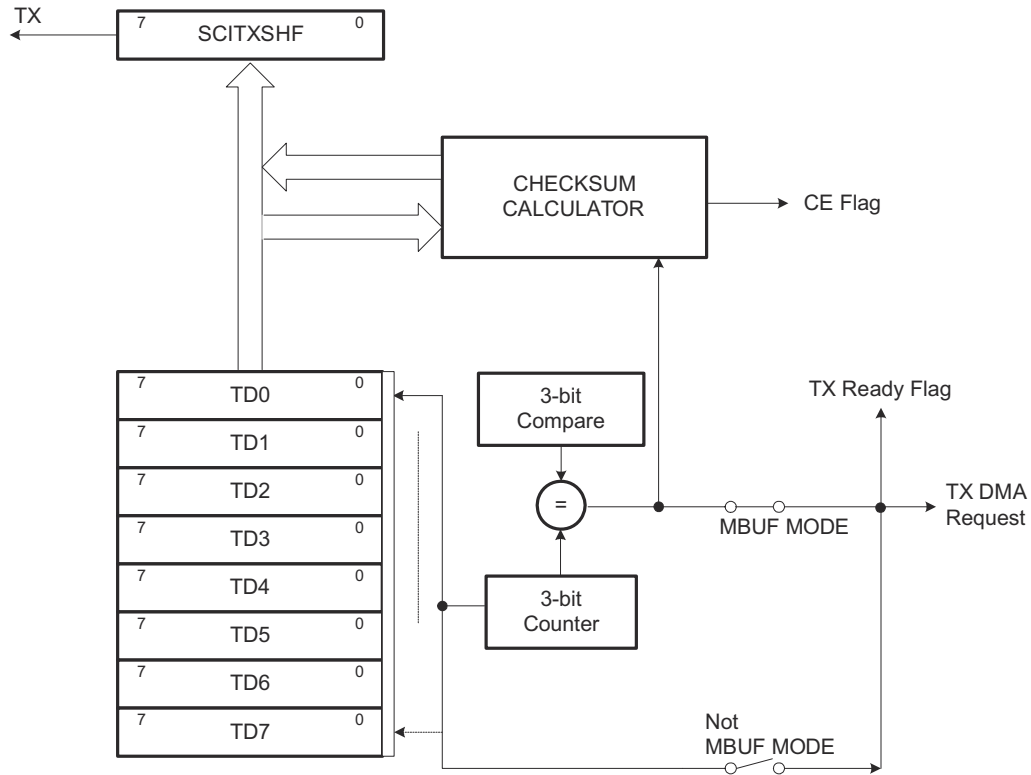 TX
7 SCITXSHF 0
CHECKSUM
CALCULATOR
CE Flag
7 TD0 0
7 TD1 0
7 TD2 0
7 TD3 0
7 TD4 0
7 TD5 0
7 TD6 0
7 TD7 0
3-bit
Compare
=
3-bit
Counter
TX Ready Flag
MBUF MODE
TX DMA
Request
Not
MBUF MODE